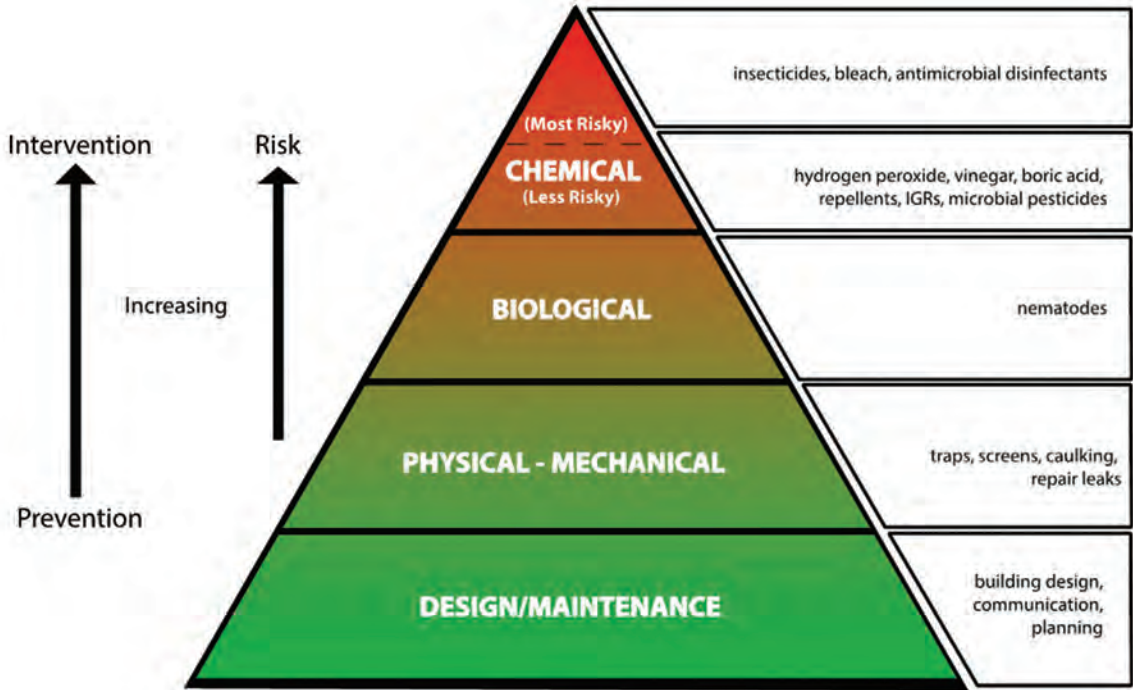 insecticides, bleach, antimicrobial disinfectants
(Most Risky)
Intervention
Risk
CHEMICAL
(Less Risky)
hydrogen peroxide, vinegar, boric acid,
repellents, IGRs, microbial pesticides
Increasing
BIOLOGICAL
nematodes
PHYSICAL - MECHANICAL
traps, screens, caulking,
repair leaks
Prevention
DESIGN/MAINTENANCE
building design,
communication,
planning